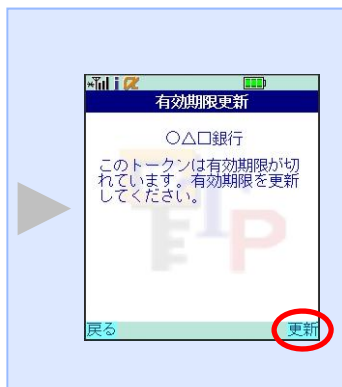 有効期限更新
○△□銀行
このトークンは有効期限が切
れています。有効期限を更新
してください。
戻る
更新